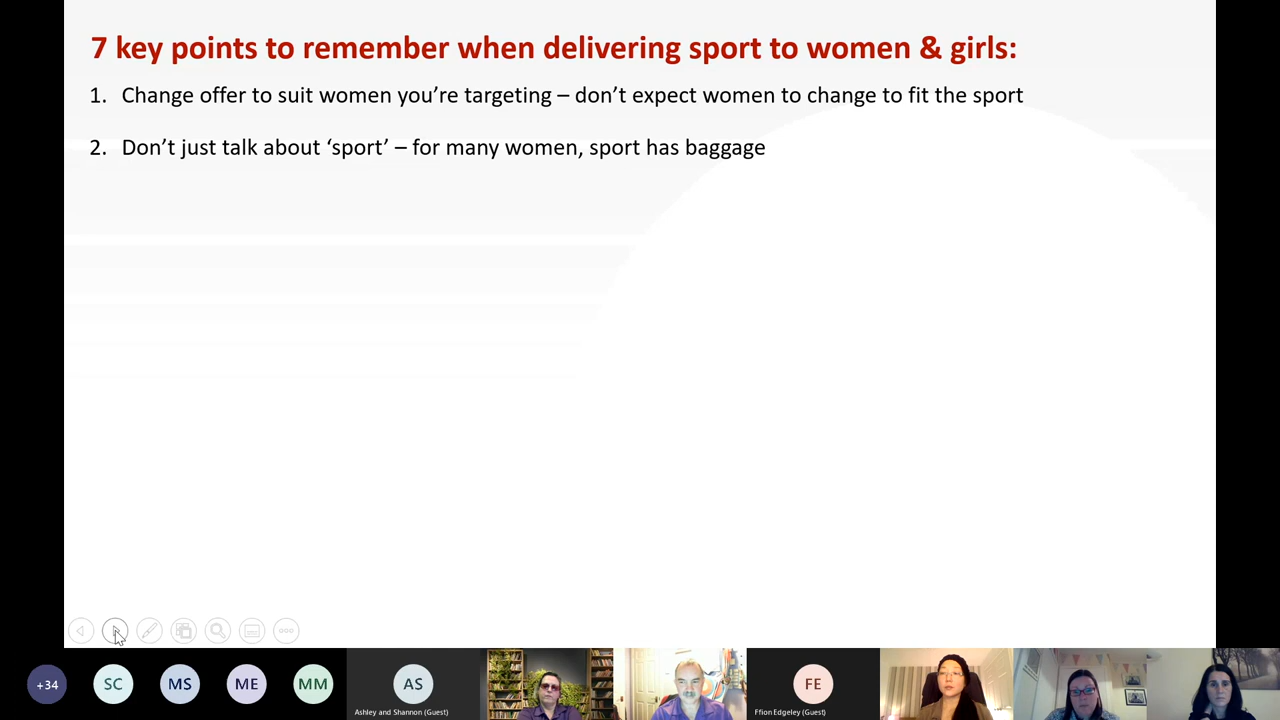 7 key points to remember when delivering sport to women & girls:
1. Change offer to suit women you’re targeting – don’t expect women to change to fit the sport
2. Don’t just talk about ‘sport’ – for many women, sport has baggage
+34
SC
MS
ME
MM
AS
Ashley and Shannon (Guest)
FE
Ffion Edgeley (Guest)